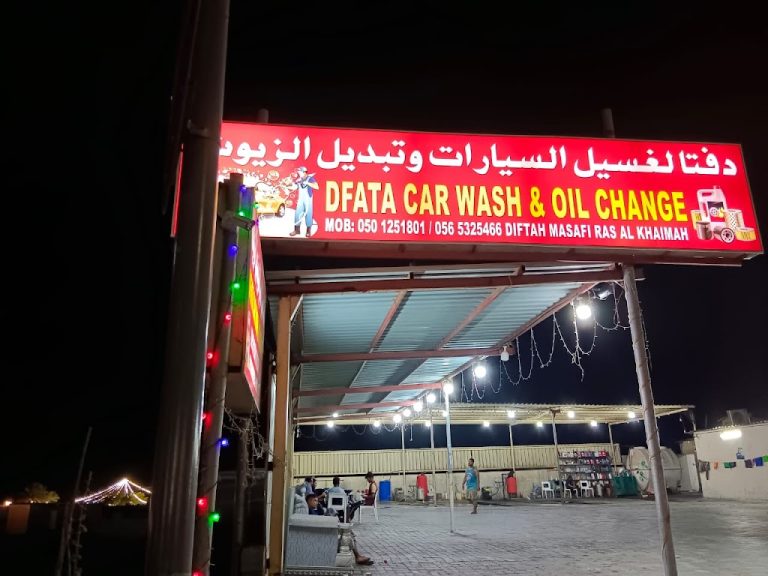 دفتا لغسيل السيارات وتبديل الزيوت
DFATA CAR WASH & OIL CHANGE
MOB: 050 1251801 / 056 5325466 DIFTAH MASAFI RAS AL KHAIMAH